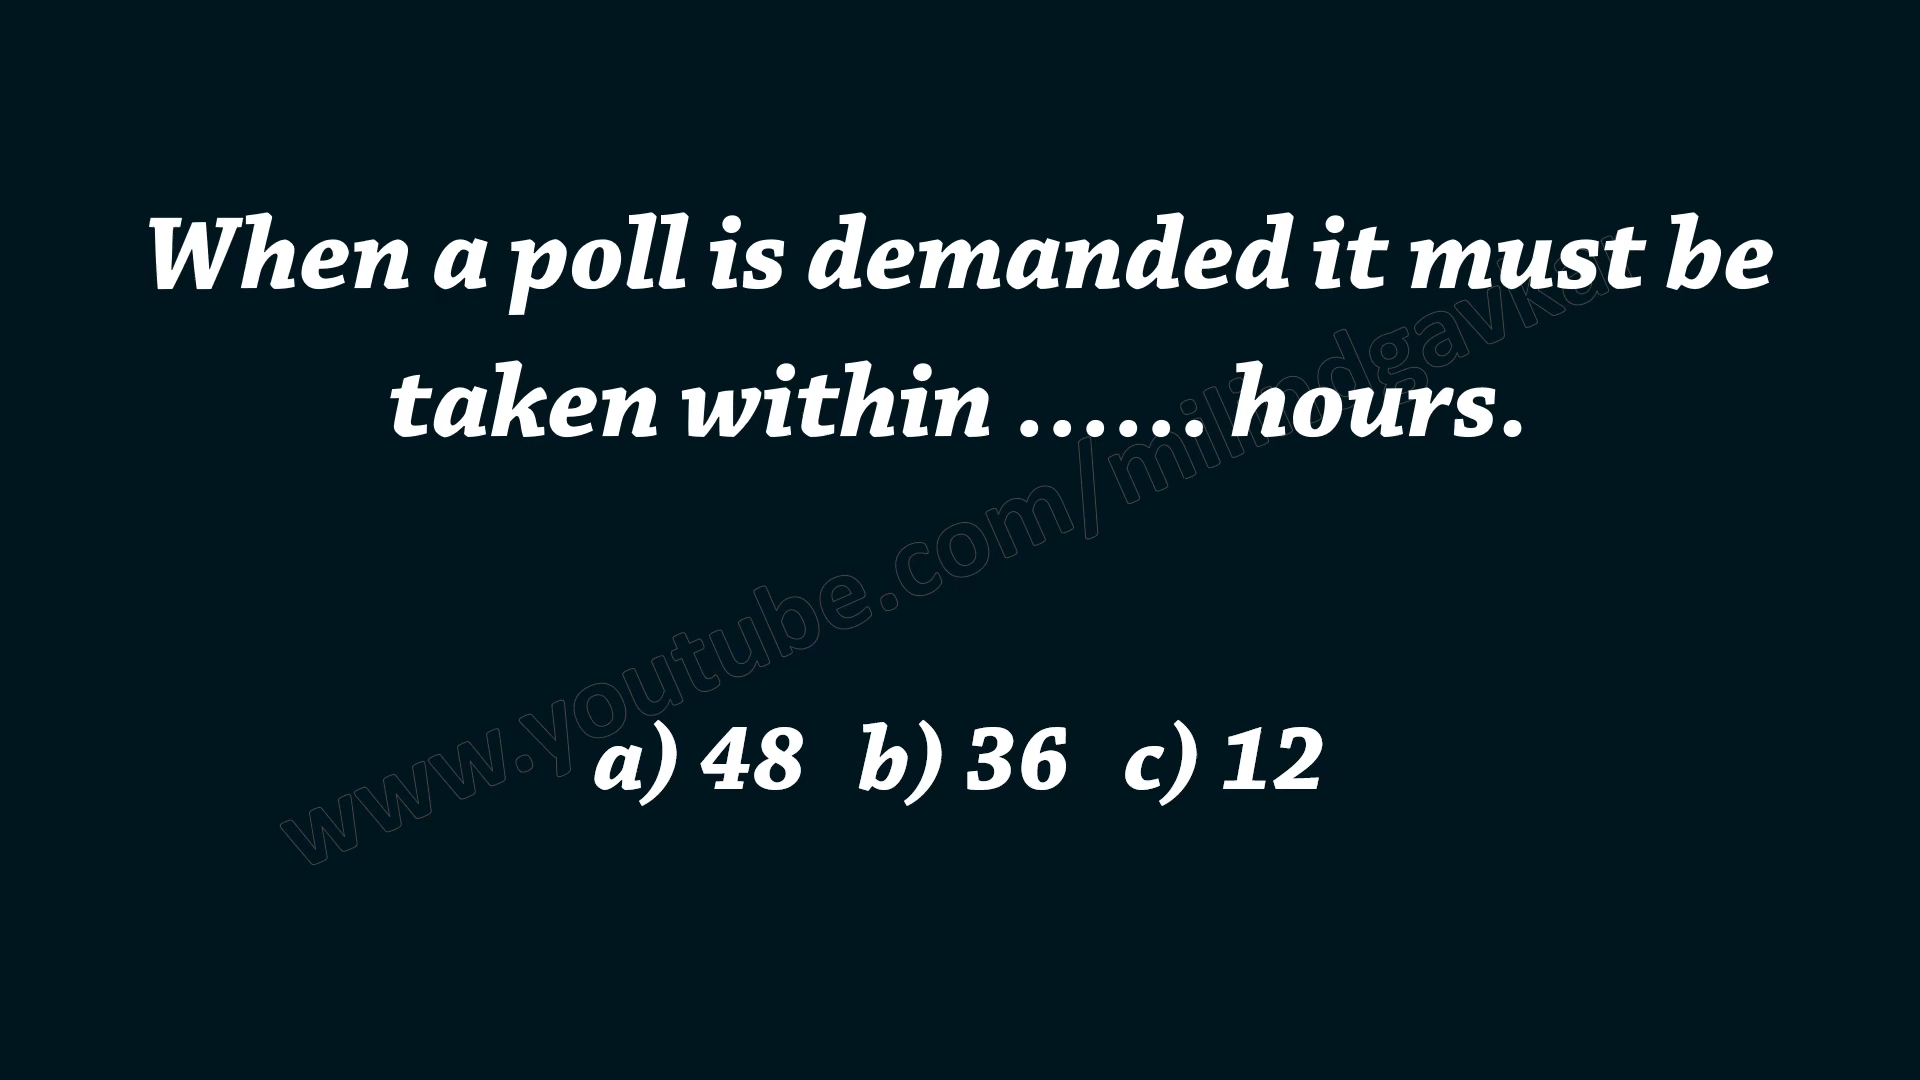 When a poll is demanded it must be
taken within ...... hours.
www.youtube.com/milindgavkar
a) 48 b) 36 c) 12